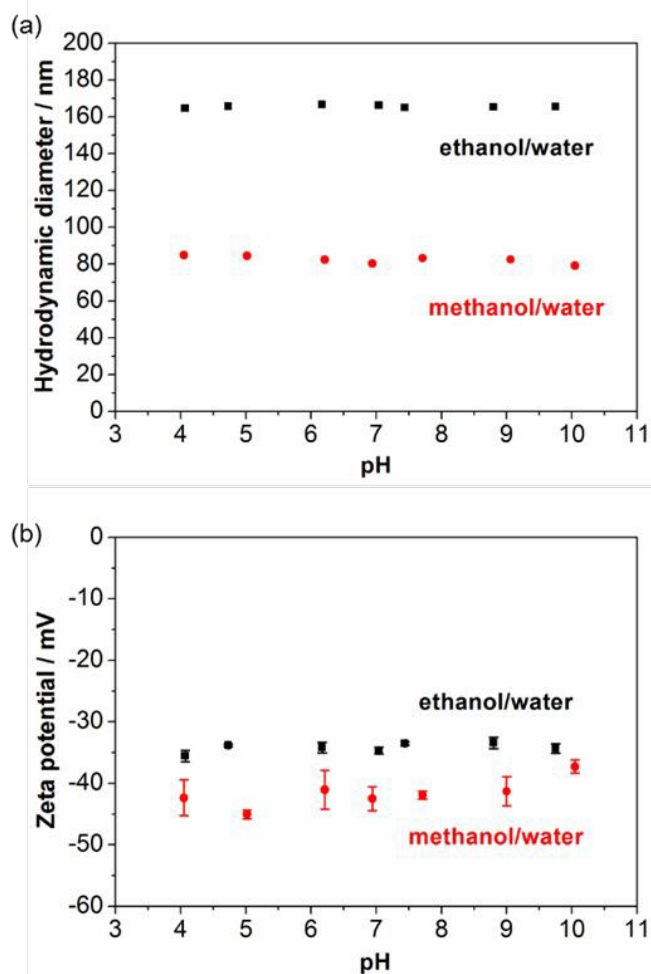 (a)
200
180
160
140
120
100
80
60
40
20
0
Hydrodynamic diameter / nm
ethanol/water
methanol/water
3 4 5 6 7 8 9 10 11
pH
(b)
-0
-10
-20
-30
-40
-50
-60
Zeta potential / mV
ethanol/water
methanol/water
3 4 5 6 7 8 9 10 11
pH